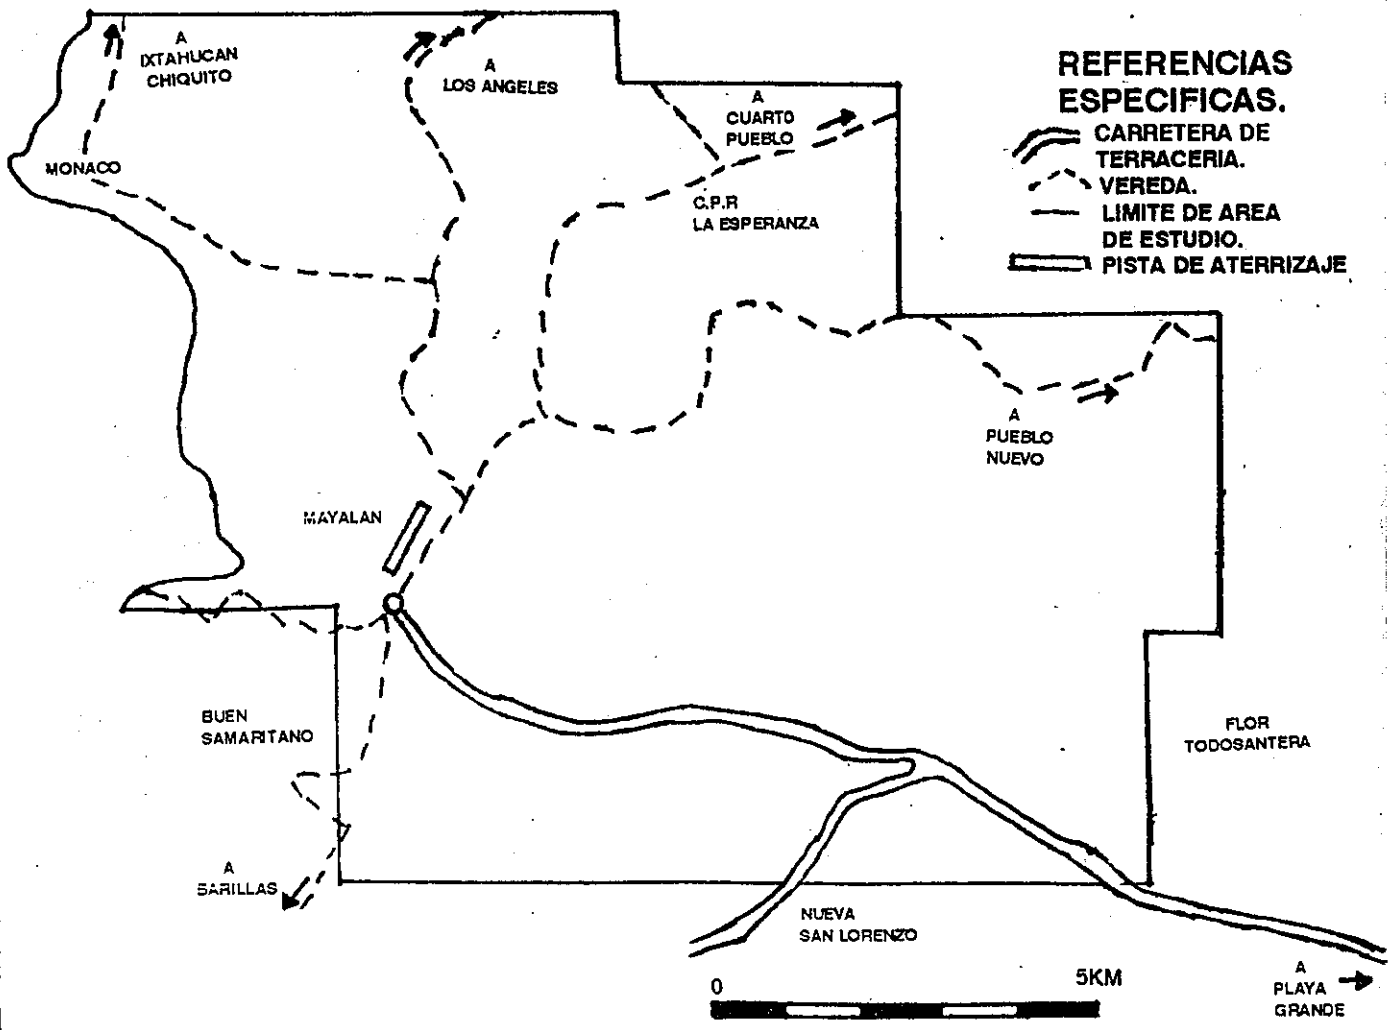 A
IXTAHUCAN
CHIQUITO
A
LOS ANGELES
A
CUARTO
PUEBLO
REFERENCIAS
ESPECIFICAS.
CARRETERA DE
TERRACERIA.
VEREDA.
LIMITE DE AREA
DE ESTUDIO.
PISTA DE ATERRIZAJE
MONACO
C.P.R
LA ESPERANZA
A
PUEBLO
NUEVO
MAYALAN
BUEN
SAMARITANO
FLOR
TODOSANTERA
A
BARILLAS
NUEVA
SAN LORENZO
A
PLAYA
GRANDE
0
5KM